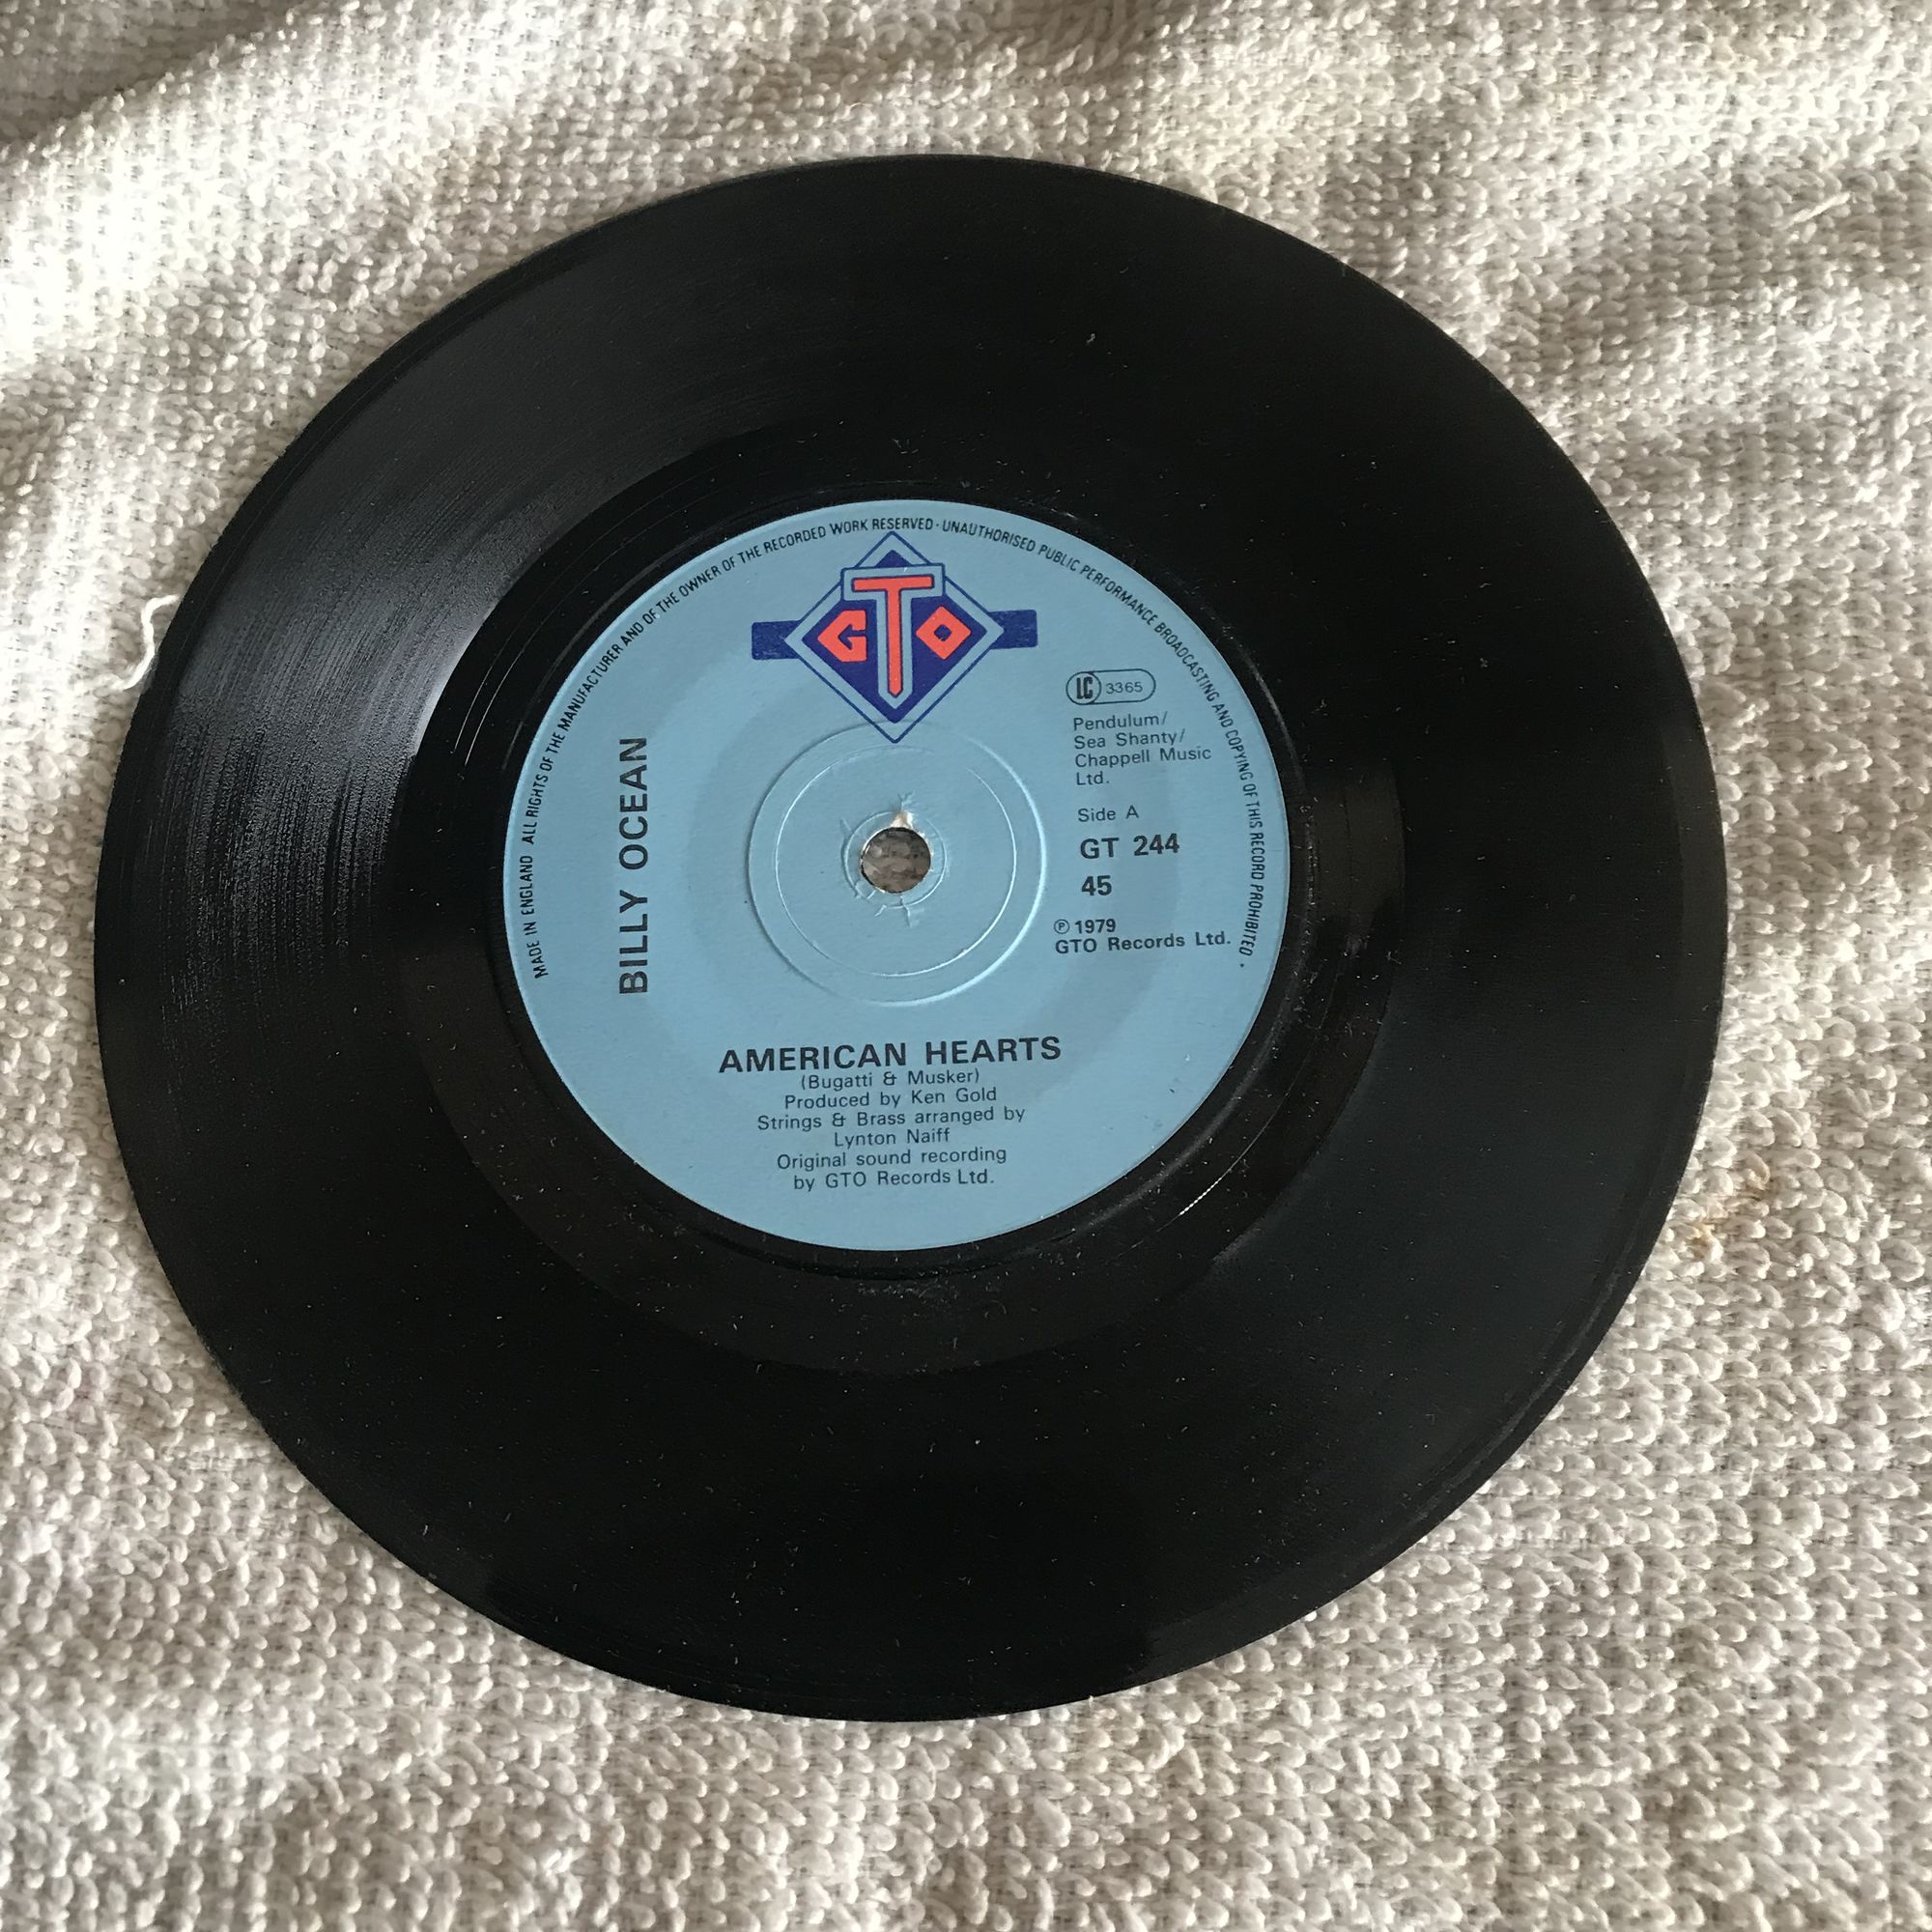 MADE IN ENGLAND ALL RIGHTS OF THE MANUFACTURER AND OF THE OWNER OF THE RECORDED WORK RESERVED · UNAUTHORISED PUBLIC PERFORMANCE BROADCASTING AND COPYING OF THIS RECORD PROHIBITED ·
GTO
BILLY OCEAN
LC 3365
Pendulum/
Sea Shanty/
Chappell Music
Ltd.
Side A
GT 244
45
℗ 1979
GTO Records Ltd.
AMERICAN HEARTS
(Bugatti & Musker)
Produced by Ken Gold
Strings & Brass arranged by
Lynton Naiff
Original sound recording
by GTO Records Ltd.